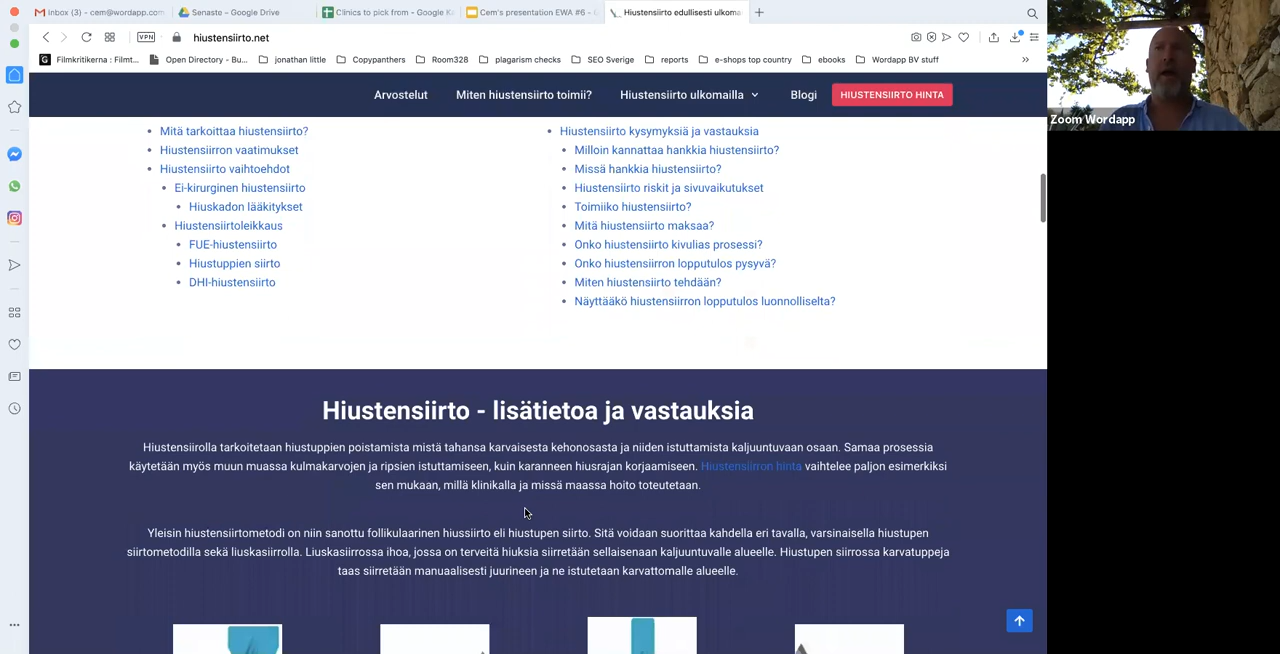 Inbox (3) - cem@wordapp.com
Senaste – Google Drive
Clinics to pick from - Google K
Cem's presentation EWA #6 -
Hiustensiirto edullisesti ulkoma
VPN
hiustensiirto.net
Filmkritikerna : Filmt...
Open Directory - Bu...
jonathan little
Copypanthers
Room328
plagarism checks
SEO Sverige
reports
e-shops top country
ebooks
Wordapp BV stuff
Zoom Wordapp
Arvostelut
Miten hiustensiirto toimii?
Hiustensiirto ulkomailla
Blogi
HIUSTENSIIRTO HINTA
Mitä tarkoittaa hiustensiirto?
Hiustensiirron vaatimukset
Hiustensiirto vaihtoehdot
Ei-kirurginen hiustensiirto
Hiuskadon lääkitykset
Hiustensiirtoleikkaus
FUE-hiustensiirto
Hiustuppien siirto
DHI-hiustensiirto
Hiustensiirto kysymyksiä ja vastauksia
Milloin kannattaa hankkia hiustensiirto?
Missä hankkia hiustensiirto?
Hiustensiirto riskit ja sivuvaikutukset
Toimiiko hiustensiirto?
Mitä hiustensiirto maksaa?
Onko hiustensiirto kivulias prosessi?
Onko hiustensiirron lopputulos pysyvä?
Miten hiustensiirto tehdään?
Näyttääkö hiustensiirron lopputulos luonnolliselta?
Hiustensiirto - lisätietoa ja vastauksia
Hiustensiirolla tarkoitetaan hiustuppien poistamista mistä tahansa karvaisesta kehonosasta ja niiden istuttamista kaljuuntuvaan osaan. Samaa prosessia
käytetään myös muun muassa kulmakarvojen ja ripsien istuttamiseen, kuin karanneen hiusrajan korjaamiseen. Hiustensiirron hinta vaihtelee paljon esimerkiksi
sen mukaan, millä klinikalla ja missä maassa hoito toteutetaan.
Yleisin hiustensiirtometodi on niin sanottu follikulaarinen hiussiirto eli hiustupen siirto. Sitä voidaan suorittaa kahdella eri tavalla, varsinaisella hiustupen
siirtometodilla sekä liuskasiirrolla. Liuskasiirrossa ihoa, jossa on terveitä hiuksia siirretään sellaisenaan kaljuuntuvalle alueelle. Hiustupen siirrossa karvatuppeja
taas siirretään manuaalisesti juurineen ja ne istutetaan karvattomalle alueelle.